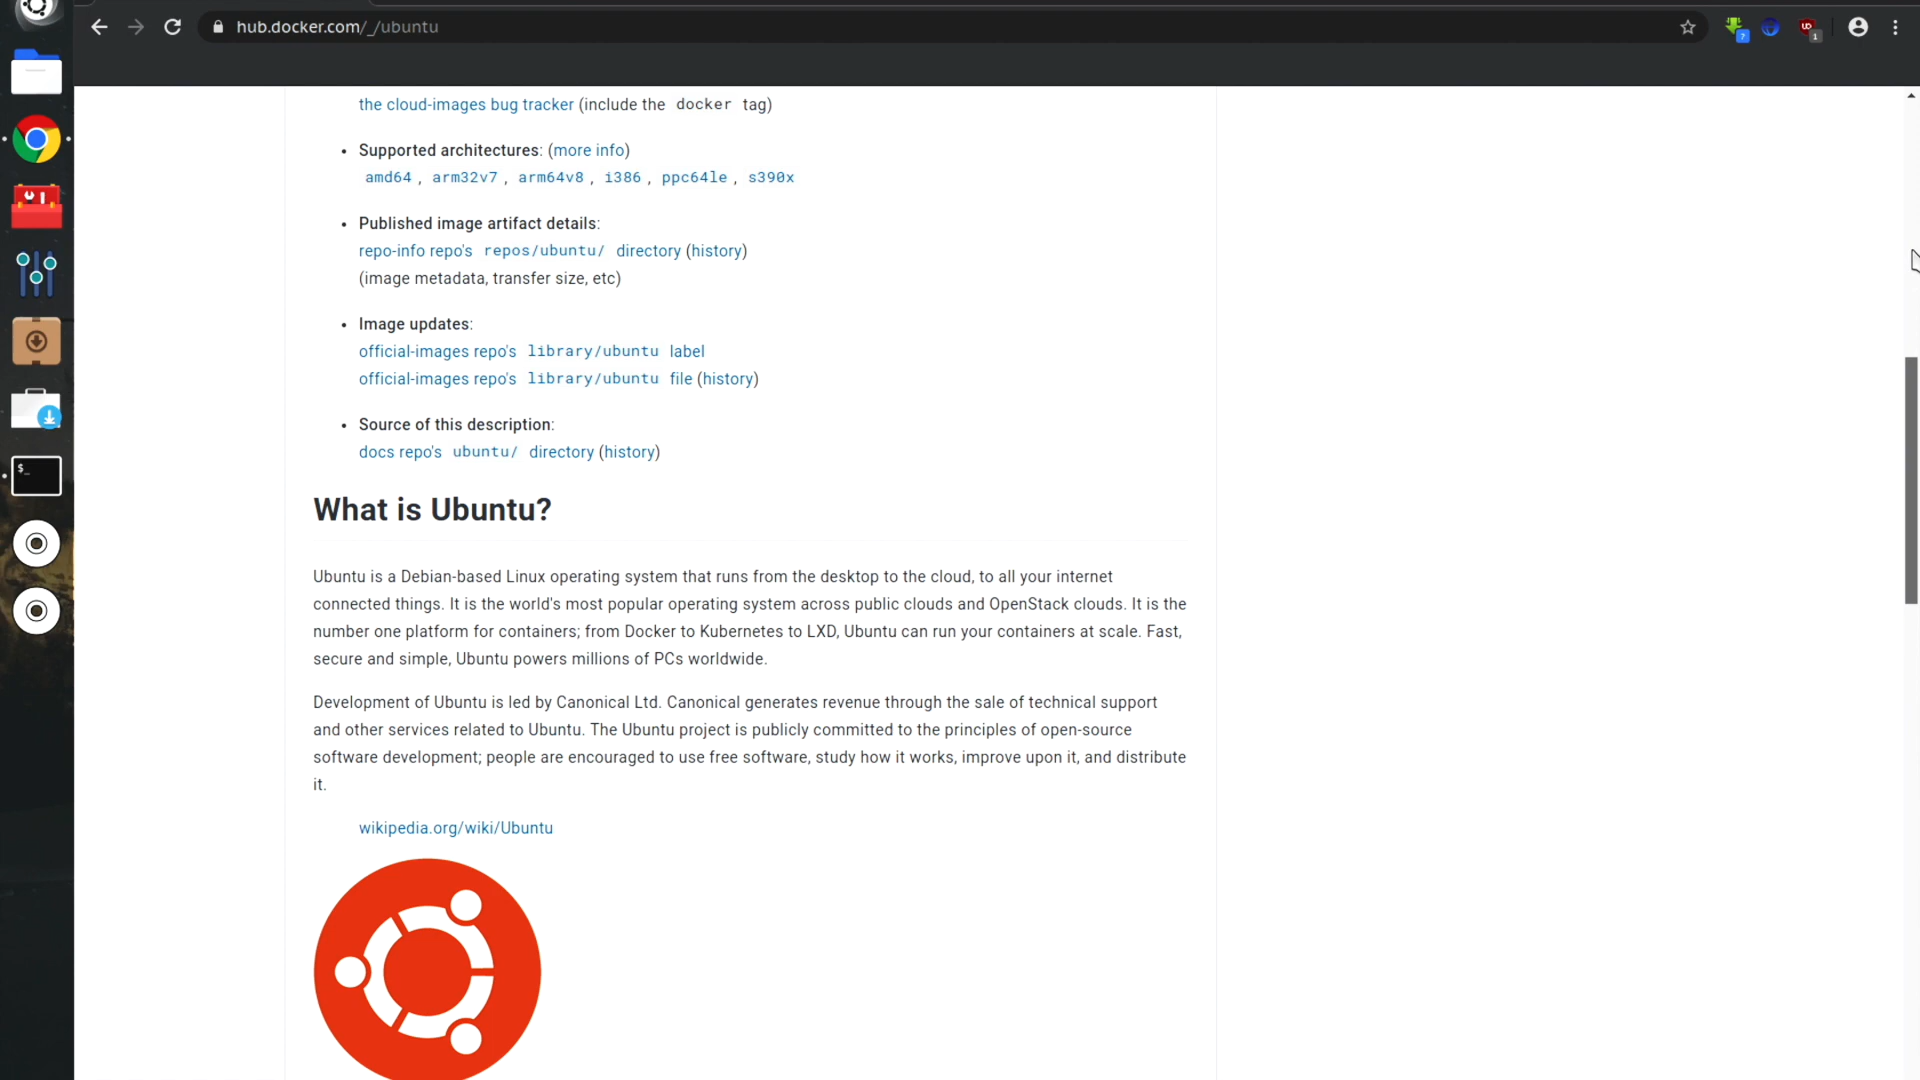 hub.docker.com/_/ubuntu
?
1
the cloud-images bug tracker (include the docker tag)
• Supported architectures: (more info)
amd64 , arm32v7 , arm64v8 , i386 , ppc64le , s390x
• Published image artifact details:
repo-info repo's repos/ubuntu/ directory (history)
(image metadata, transfer size, etc)
• Image updates:
official-images repo's library/ubuntu label
official-images repo's library/ubuntu file (history)
• Source of this description:
docs repo's ubuntu/ directory (history)
$_
What is Ubuntu?
Ubuntu is a Debian-based Linux operating system that runs from the desktop to the cloud, to all your internet
connected things. It is the world's most popular operating system across public clouds and OpenStack clouds. It is the
number one platform for containers; from Docker to Kubernetes to LXD, Ubuntu can run your containers at scale. Fast,
secure and simple, Ubuntu powers millions of PCs worldwide.
Development of Ubuntu is led by Canonical Ltd. Canonical generates revenue through the sale of technical support
and other services related to Ubuntu. The Ubuntu project is publicly committed to the principles of open-source
software development; people are encouraged to use free software, study how it works, improve upon it, and distribute
it.
wikipedia.org/wiki/Ubuntu